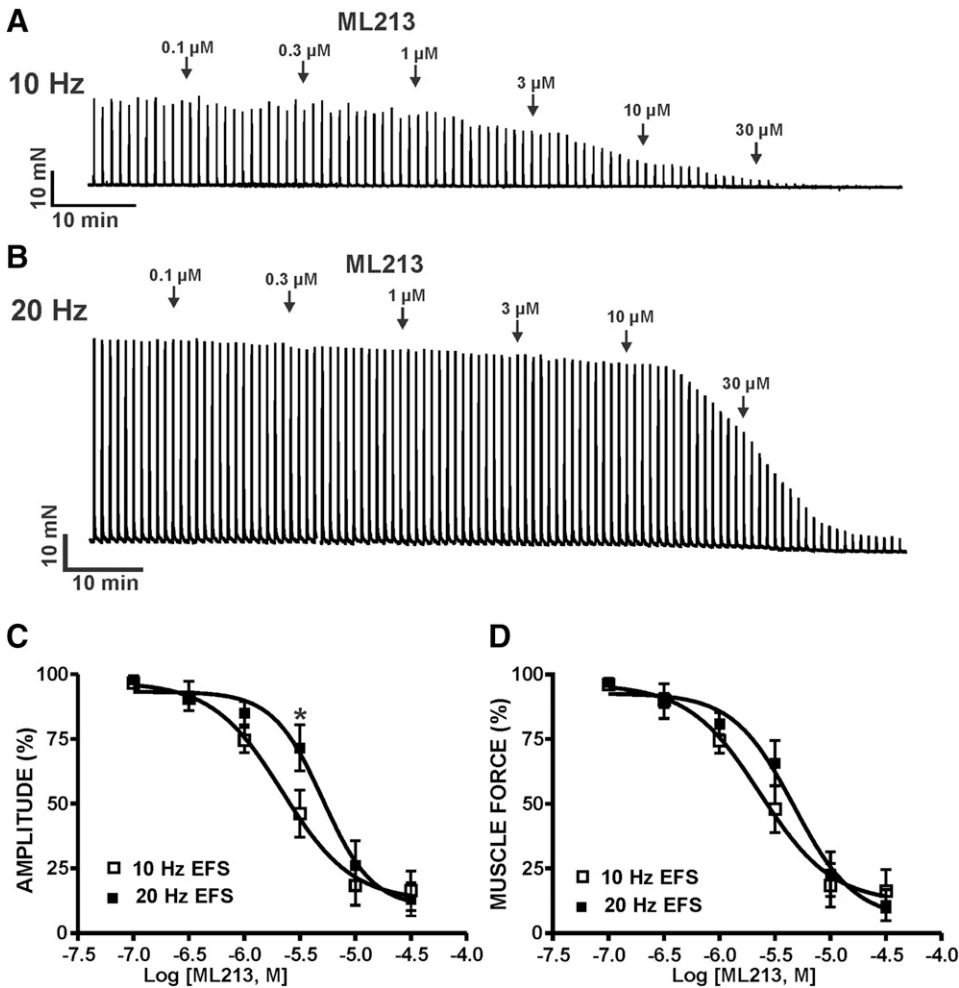 A
ML213
0.1 µM
0.3 µM
1 µM
3 µM
10 µM
30 µM
10 Hz
10 mN
10 min
B
ML213
0.1 µM
0.3 µM
1 µM
3 µM
10 µM
30 µM
20 Hz
10 mN
10 min
C
AMPLITUDE (%)
100
75
50
25
0
*
10 Hz EFS
20 Hz EFS
-7.5 -7.0 -6.5 -6.0 -5.5 -5.0 -4.5 -4.0
Log [ML213, M]
D
MUSCLE FORCE (%)
100
75
50
25
0
10 Hz EFS
20 Hz EFS
-7.5 -7.0 -6.5 -6.0 -5.5 -5.0 -4.5 -4.0
Log [ML213, M]